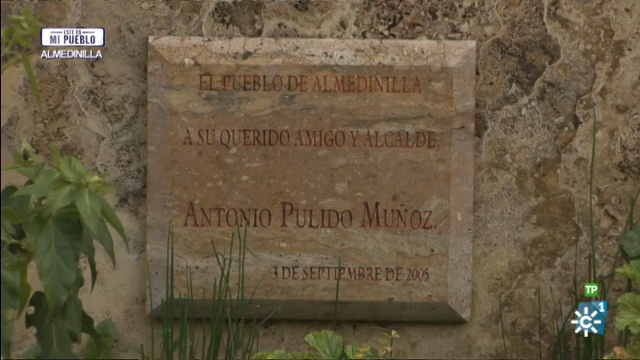 ESTE ES
MI PUEBLO
ALMEDINILLA
EL PUEBLO DE ALMEDINILLA
A SU QUERIDO AMIGO Y ALCALDE,
ANTONIO PULIDO MUÑOZ.
3 DE SEPTIEMBRE DE 2005
TP
1